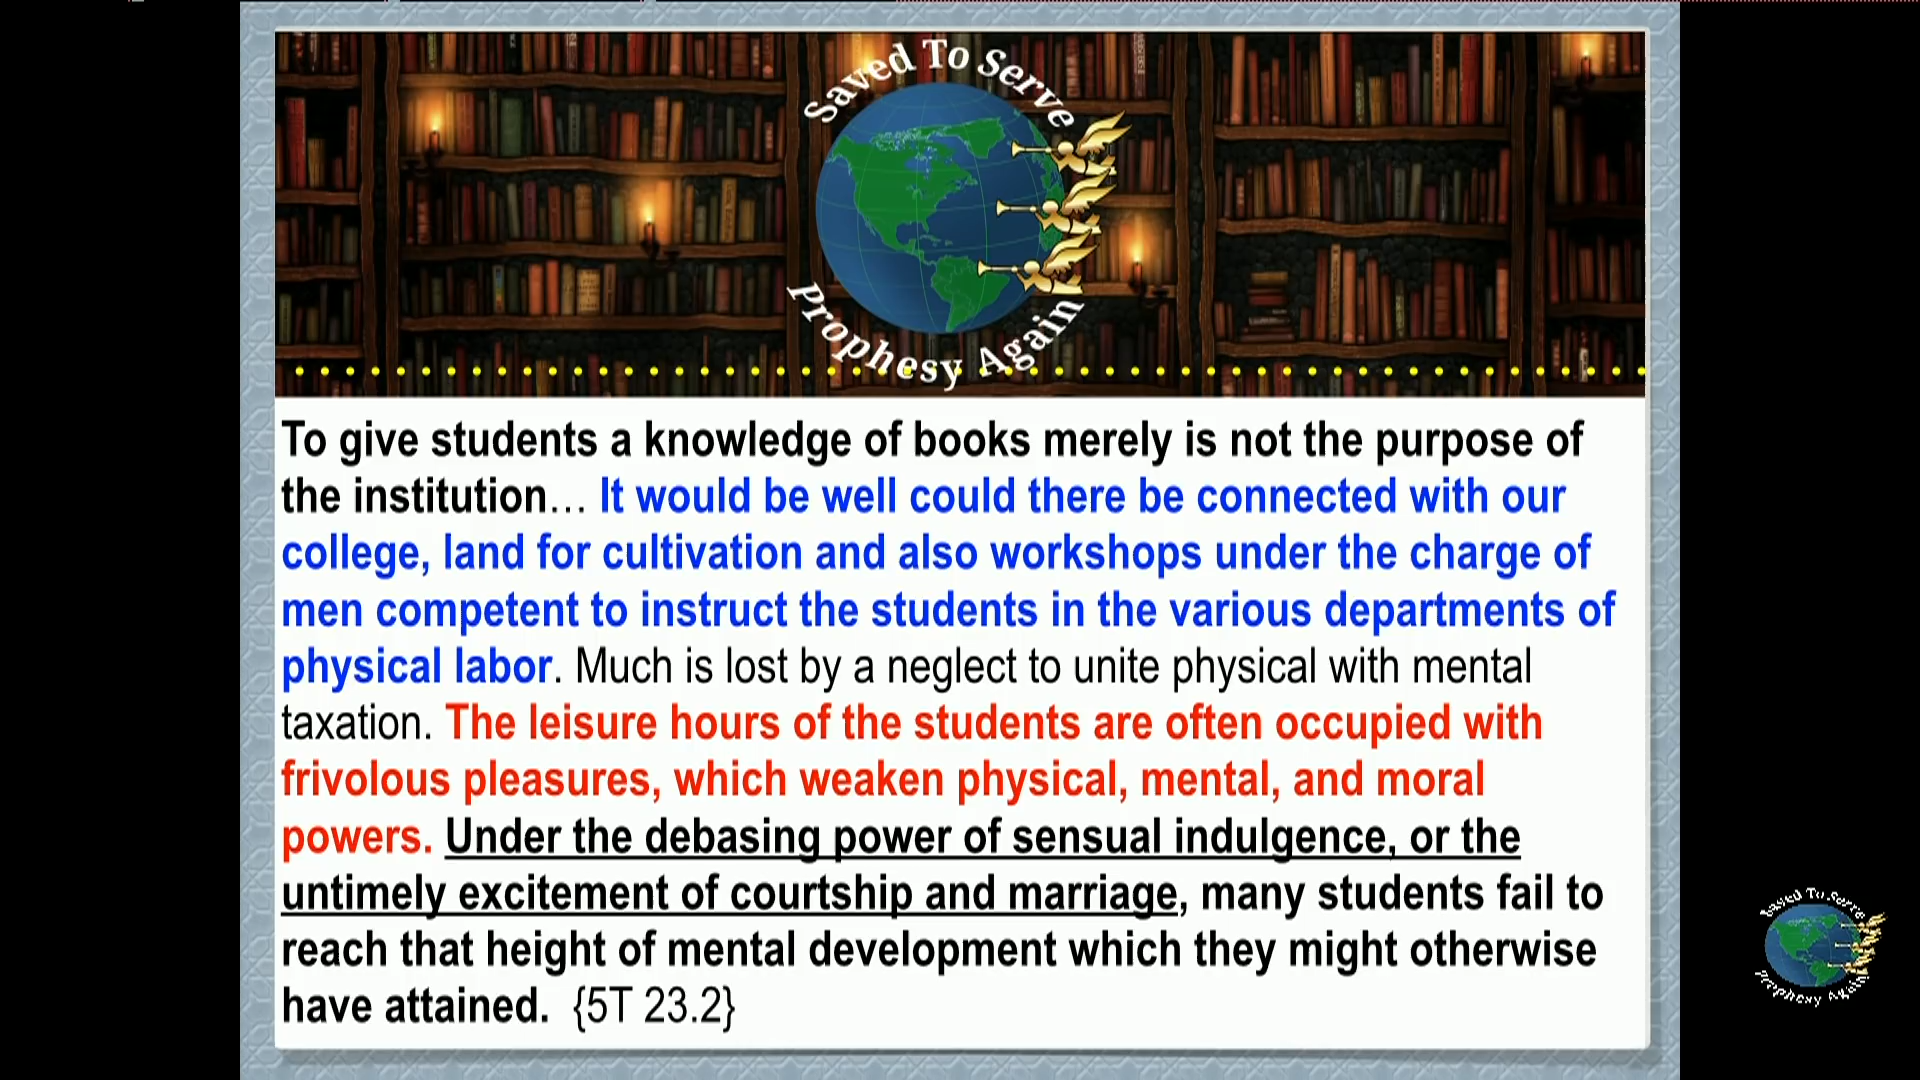 Saved To Serve
Prophesy Again
To give students a knowledge of books merely is not the purpose of
the institution… It would be well could there be connected with our
college, land for cultivation and also workshops under the charge of
men competent to instruct the students in the various departments of
physical labor. Much is lost by a neglect to unite physical with mental
taxation. The leisure hours of the students are often occupied with
frivolous pleasures, which weaken physical, mental, and moral
powers. Under the debasing power of sensual indulgence, or the
untimely excitement of courtship and marriage, many students fail to
reach that height of mental development which they might otherwise
have attained. {5T 23.2}
Saved To Serve
Prophesy Again